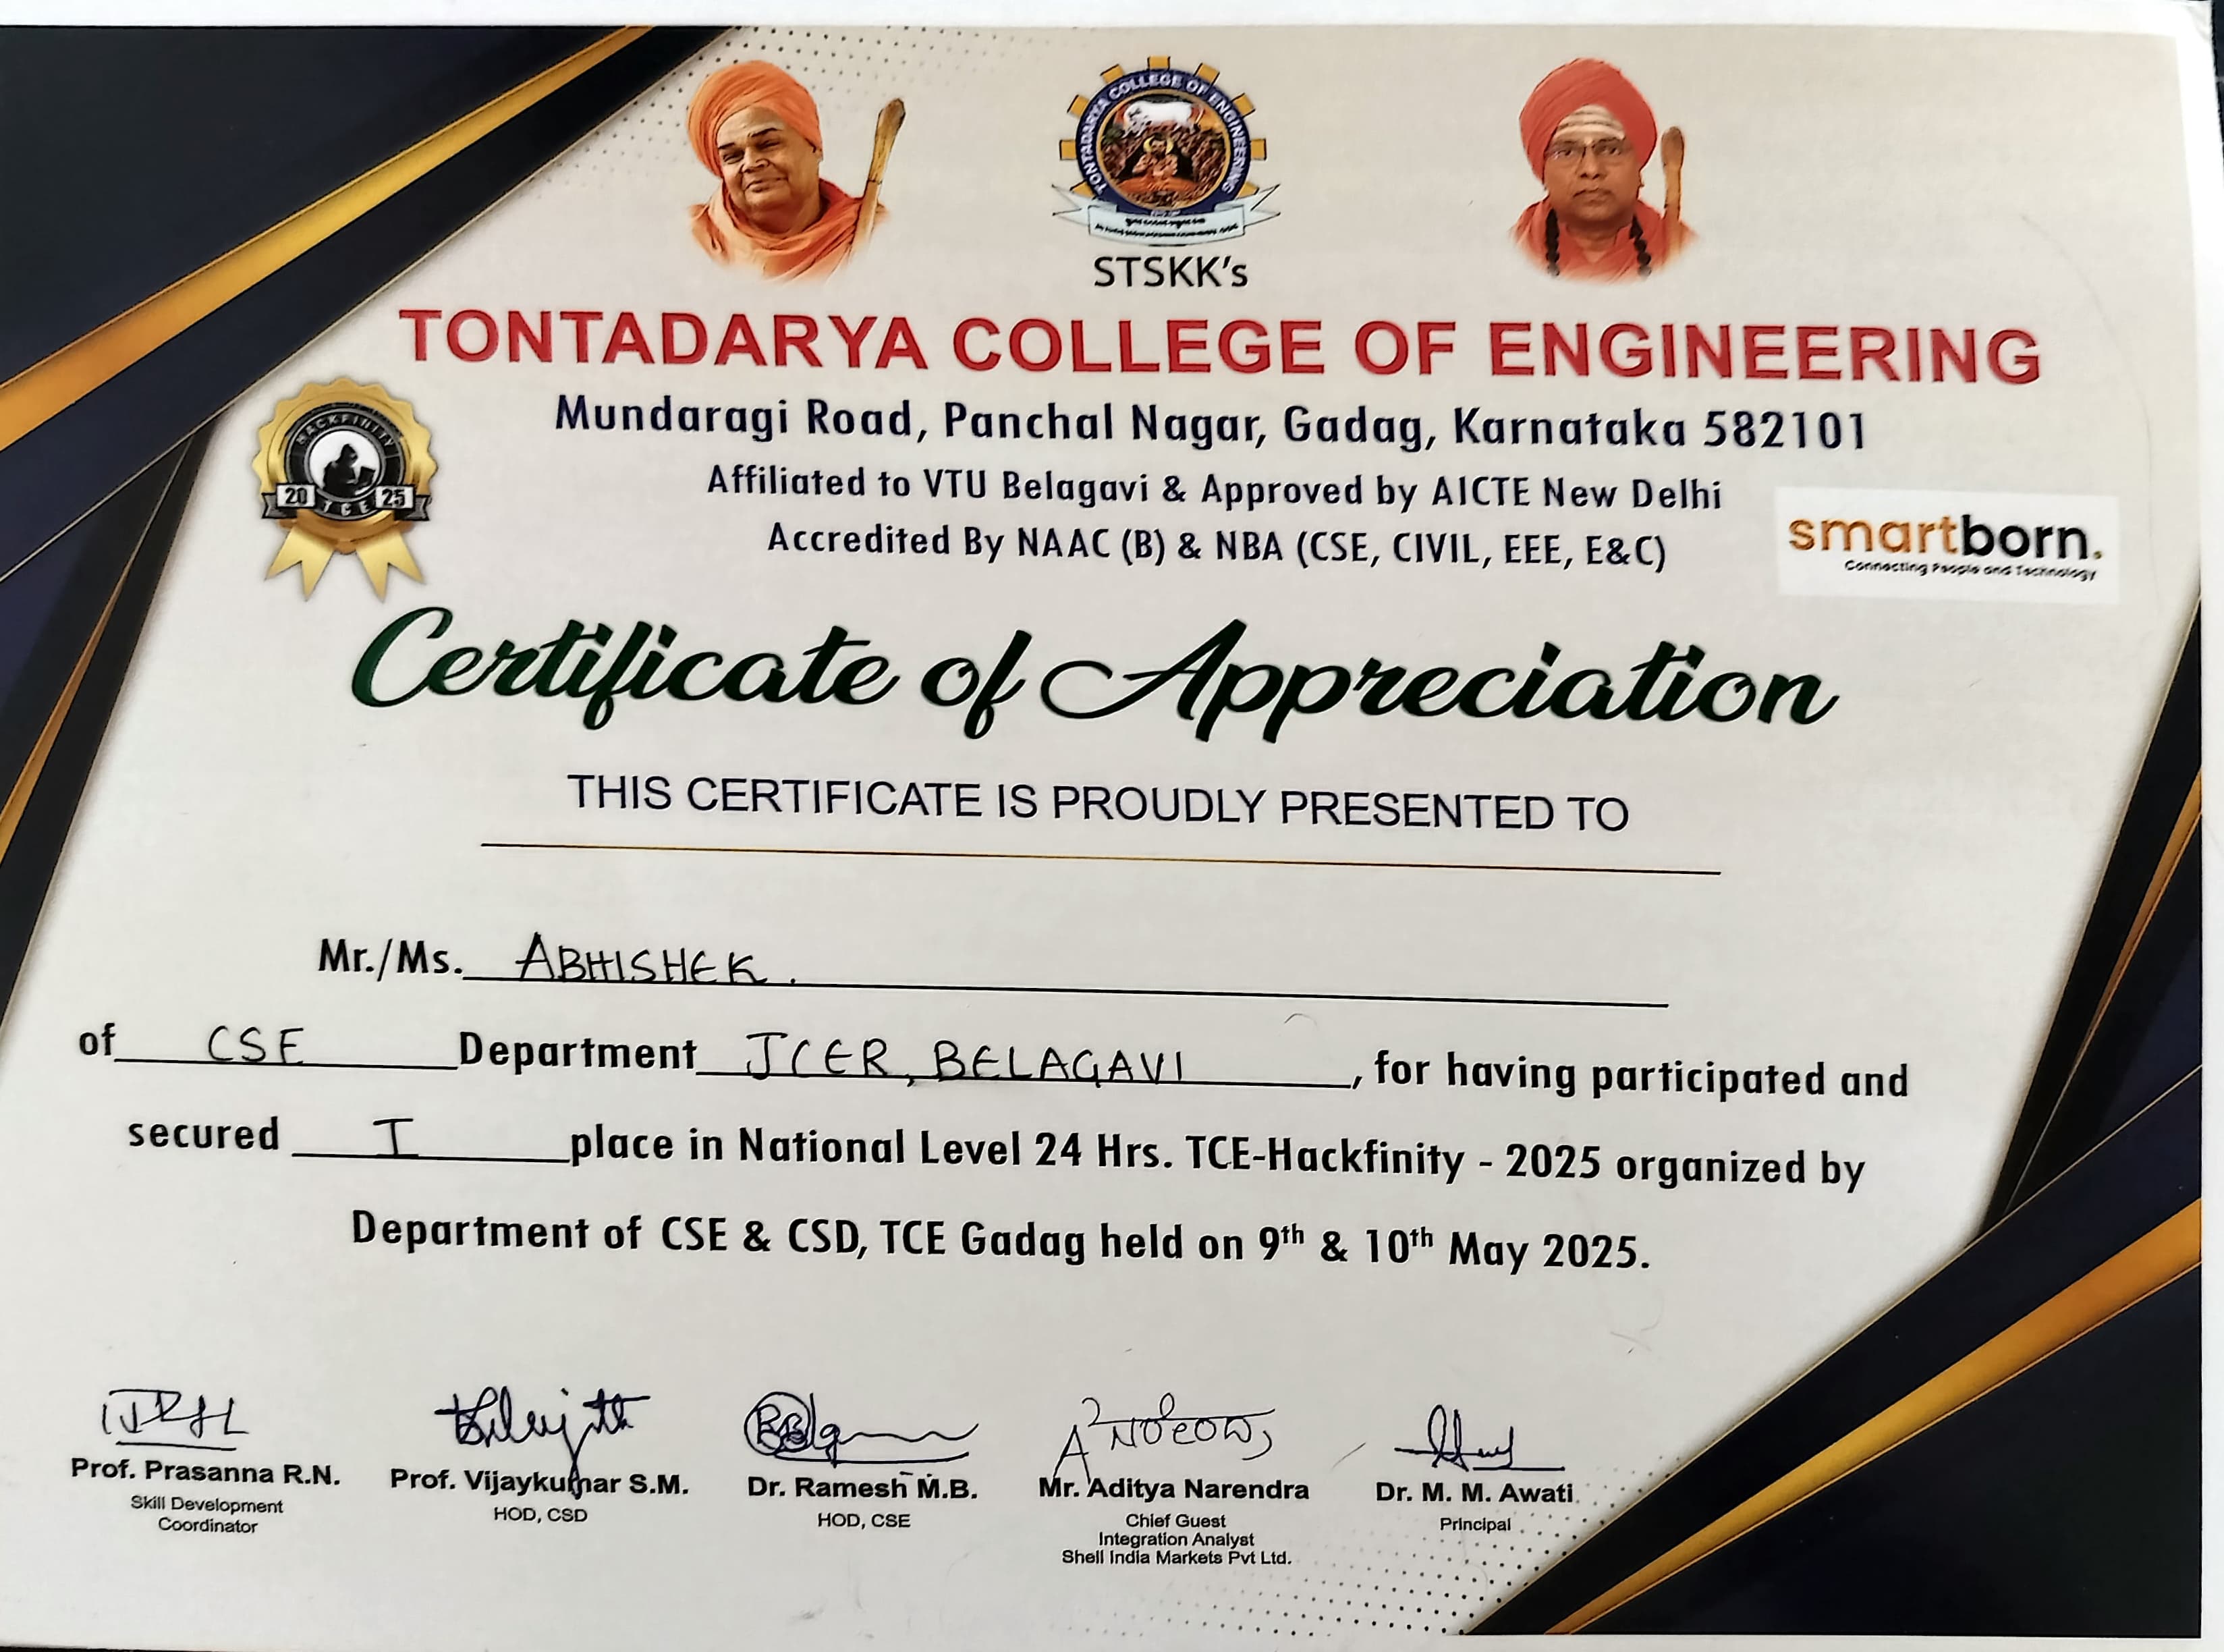 TONTADARYA COLLEGE OF ENGINEERING
STSKK's
TONTADARYA COLLEGE OF ENGINEERING
Mundaragi Road, Panchal Nagar, Gadag, Karnataka 582101
Affiliated to VTU Belagavi & Approved by AICTE New Delhi
Accredited By NAAC (B) & NBA (CSE, CIVIL, EEE, E&C)
HACKFINITY
20 25
TCE
smartborn.
Connecting People and Technology
Certificate of Appreciation
THIS CERTIFICATE IS PROUDLY PRESENTED TO
Mr./Ms. ABHISHEK.
of CSE Department JCER, BELAGAVI, for having participated and
secured I place in National Level 24 Hrs. TCE-Hackfinity - 2025 organized by
Department of CSE & CSD, TCE Gadag held on 9th & 10th May 2025.
Prof. Prasanna R.N.
Skill Development
Coordinator
Prof. Vijaykumar S.M.
HOD, CSD
Dr. Ramesh M.B.
HOD, CSE
Mr. Aditya Narendra
Chief Guest
Integration Analyst
Shell India Markets Pvt Ltd.
Dr. M. M. Awati
Principal